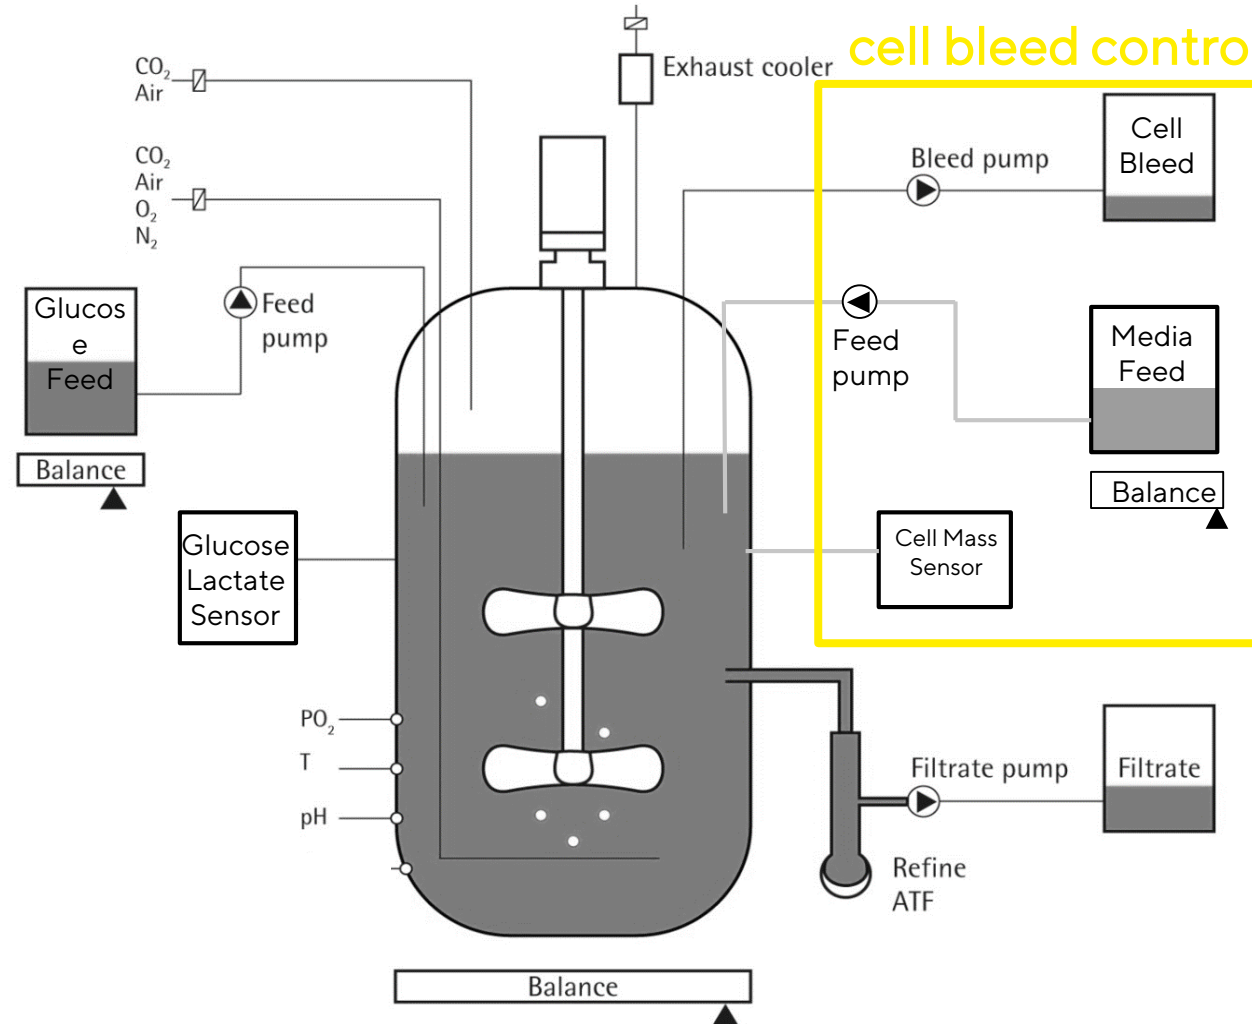 cell bleed contro
CO₂
Air
Exhaust cooler
Cell
Bleed
Bleed pump
CO₂
Air
O₂
N₂
Glucos
e
Feed
Feed
pump
Feed
pump
Media
Feed
Balance
Balance
Glucose
Lactate
Sensor
Cell Mass
Sensor
PO₂
T
pH
Filtrate pump
Filtrate
Refine
ATF
Balance